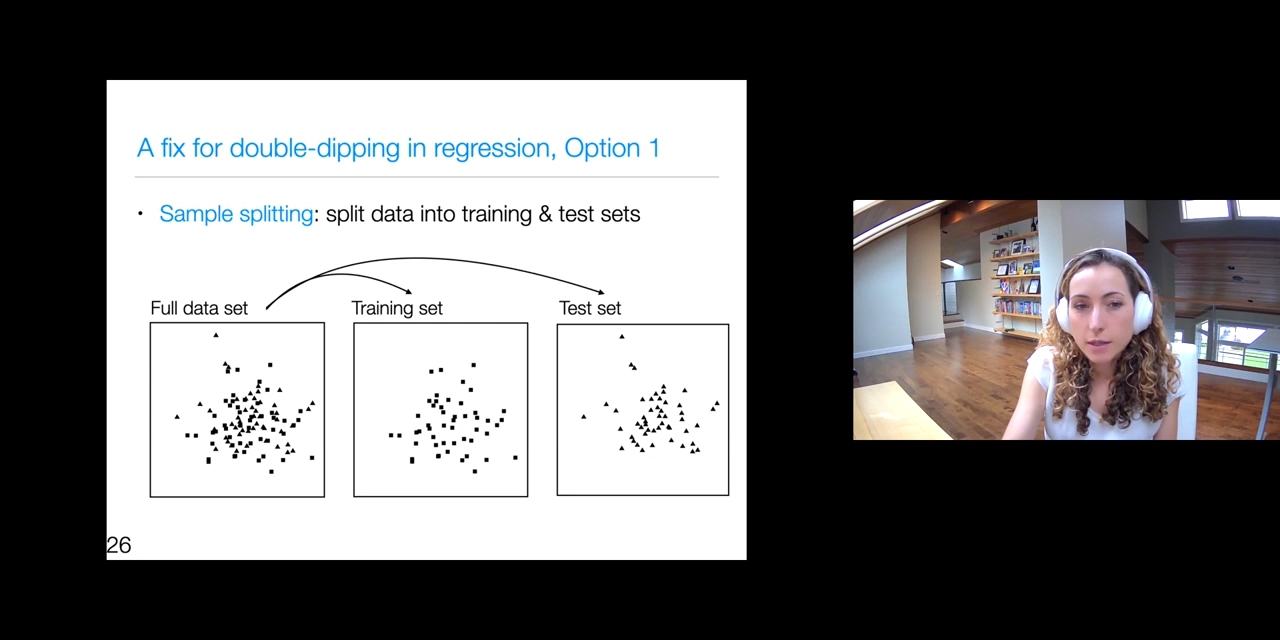 A fix for double-dipping in regression, Option 1
• Sample splitting: split data into training & test sets
Full data set
Training set
Test set
26